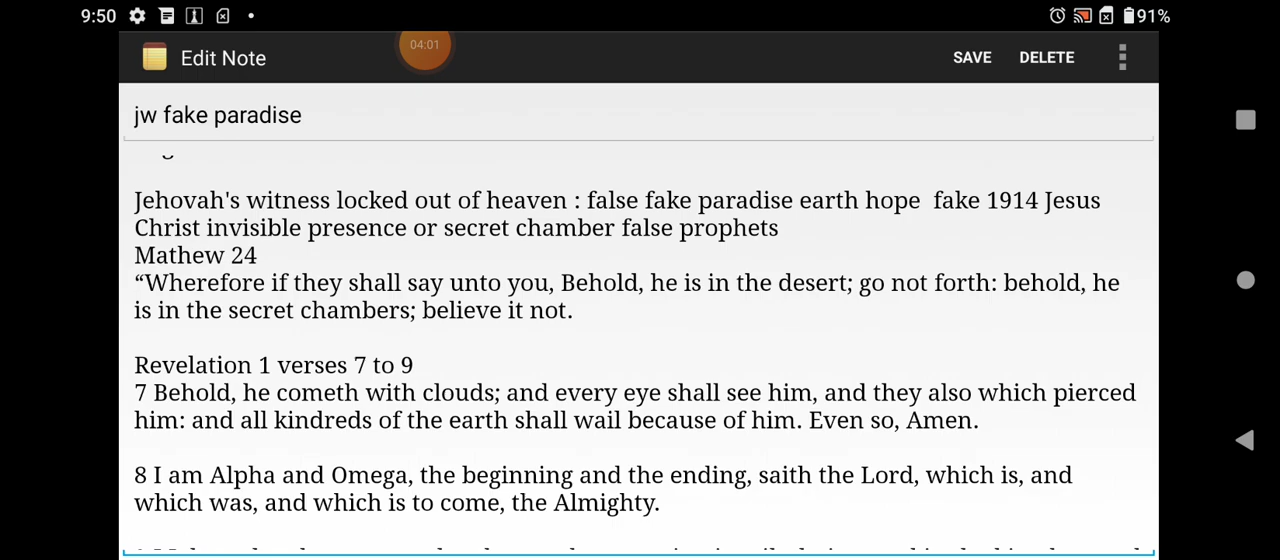 9:50
91%
04:01
Edit Note
SAVE
DELETE
jw fake paradise
Jehovah's witness locked out of heaven : false fake paradise earth hope  fake 1914 Jesus
Christ invisible presence or secret chamber false prophets
Mathew 24
“Wherefore if they shall say unto you, Behold, he is in the desert; go not forth: behold, he
is in the secret chambers; believe it not.
Revelation 1 verses 7 to 9
7 Behold, he cometh with clouds; and every eye shall see him, and they also which pierced
him: and all kindreds of the earth shall wail because of him. Even so, Amen.
8 I am Alpha and Omega, the beginning and the ending, saith the Lord, which is, and
which was, and which is to come, the Almighty.